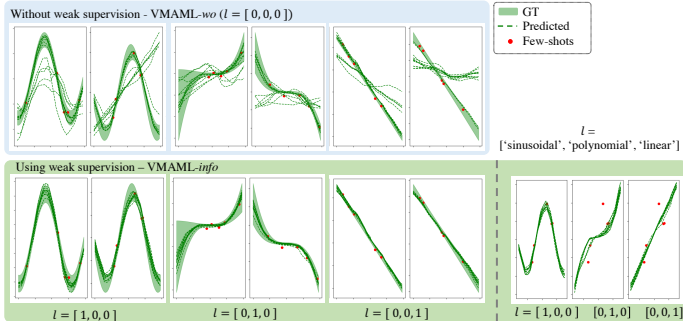 Without weak supervision - VMAML-wo (l = [ 0, 0, 0 ])
GT
Predicted
Few-shots
l =
['sinusoidal', 'polynomial', 'linear']
Using weak supervision – VMAML-info
l = [ 1, 0, 0 ]
l = [ 0, 1, 0 ]
l = [ 0, 0, 1 ]
l = [ 1, 0, 0 ]
[0, 1, 0 ]
[0, 0, 1 ]